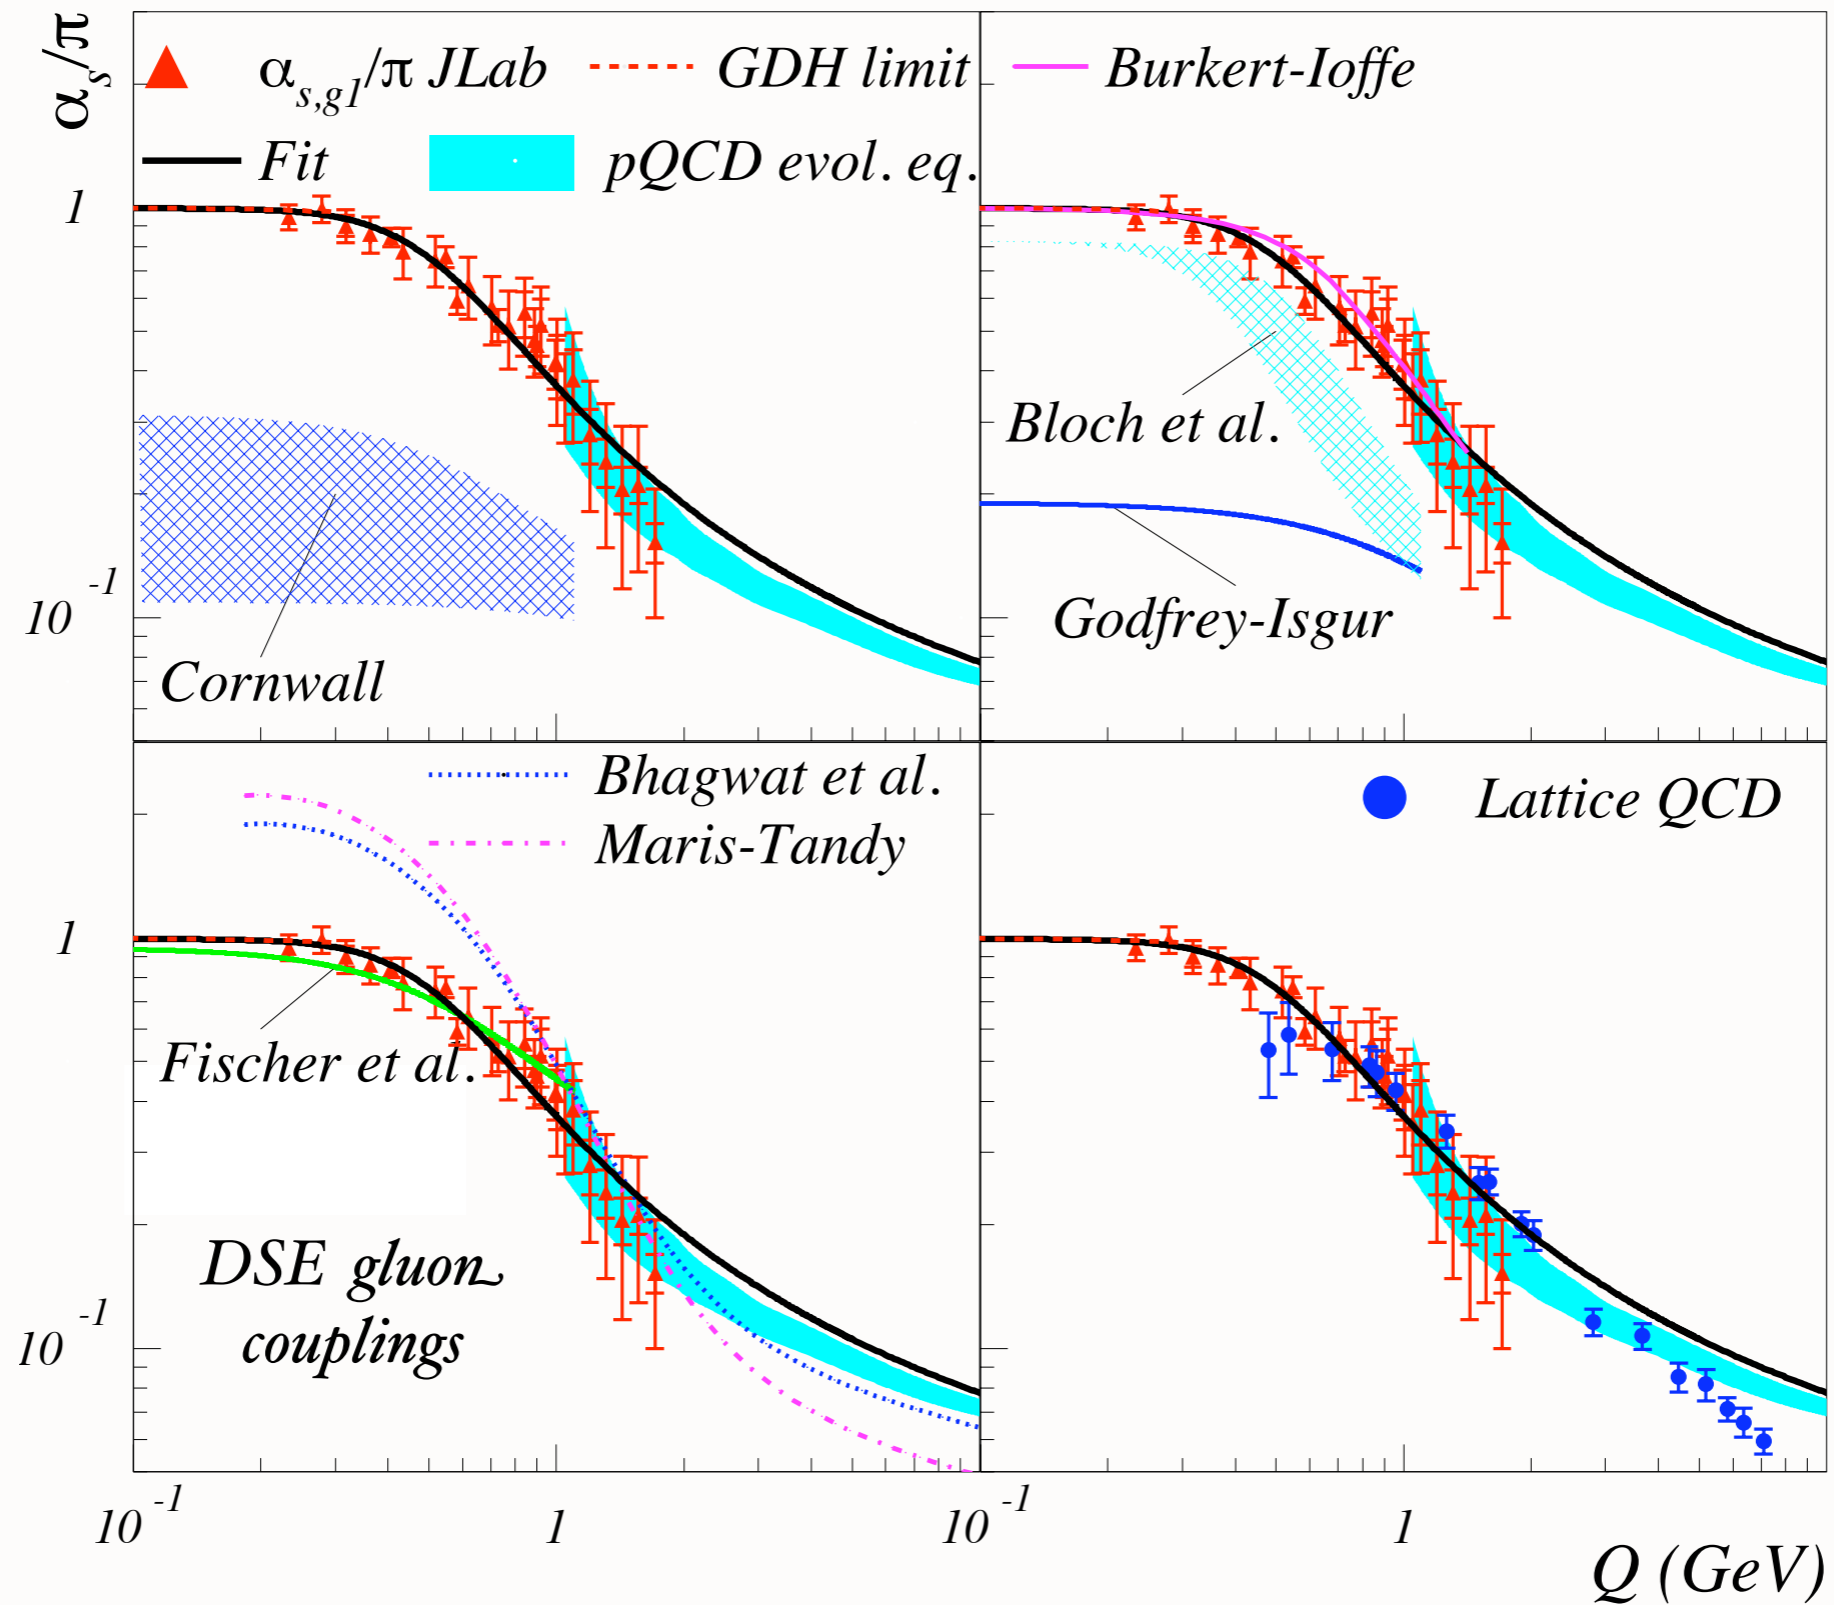 α_s/π
α_{s,g1}/π JLab
GDH limit
Burkert-Ioffe
Fit
pQCD evol. eq.
1
Bloch et al.
10^-1
Godfrey-Isgur
Cornwall
Bhagwat et al.
Maris-Tandy
Lattice QCD
1
Fischer et al.
DSE gluon
couplings
10^-1
10^-1
1
10^-1
1
Q (GeV)